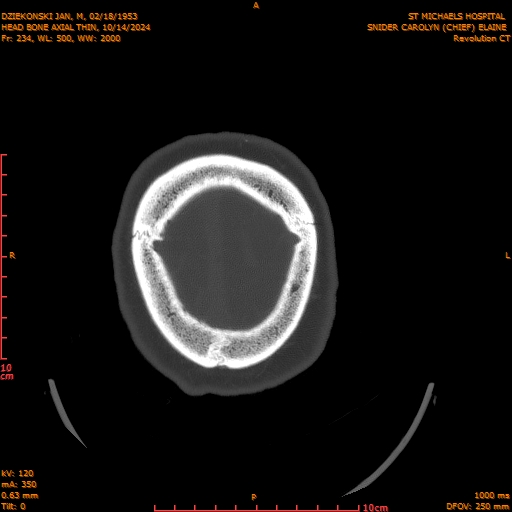 A
DZIEKONSKI JAN, M, 02/18/1953
HEAD BONE AXIAL THIN, 10/14/2024
Fr: 234, WL: 500, WW: 2000
ST MICHAELS HOSPITAL
SNIDER CAROLYN (CHIEF) ELAINE
Revolution CT
R
L
10
cm
kV: 120
mA: 350
0.63 mm
Tilt: 0
P
10cm
1000 ms
DFOV: 250 mm